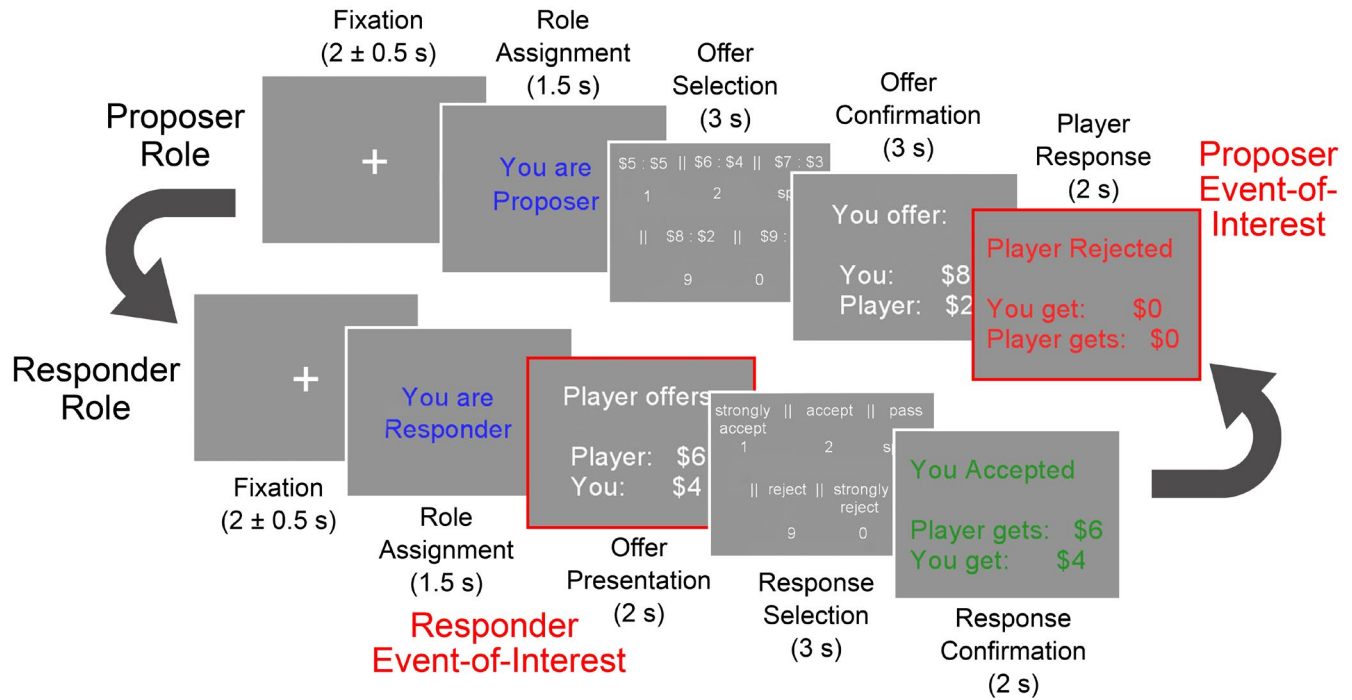 Fixation
(2 ± 0.5 s)
Role
Assignment
(1.5 s)
Offer
Selection
(3 s)
Offer
Confirmation
(3 s)
Player
Response
(2 s)
Proposer
Role
Proposer
Event-of-
Interest
+
You are
Proposer
$5 : $5 || $6 : $4 || $7 : $3
1 2
|| $8 : $2 || $9 :
9 0
You offer:
You: $8
Player: $2
Player Rejected
You get: $0
Player gets: $0
Responder
Role
+
You are
Responder
Player offers
Player: $6
You: $4
strongly || accept || pass
accept
1 2
|| reject || strongly
reject
9 0
You Accepted
Player gets: $6
You get: $4
Fixation
(2 ± 0.5 s)
Role
Assignment
(1.5 s)
Offer
Presentation
(2 s)
Response
Selection
(3 s)
Response
Confirmation
(2 s)
Responder
Event-of-Interest